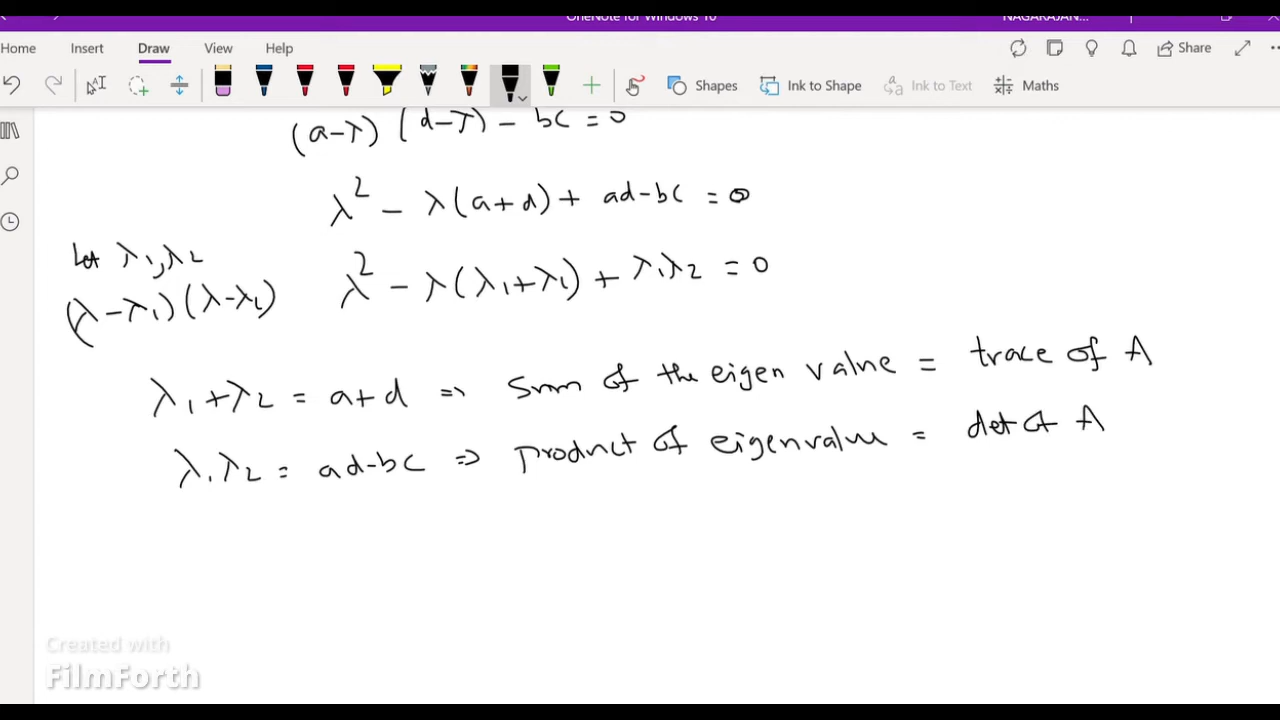 OneNote for Windows 10 NAGARAJAN...
Home Insert Draw View Help Share
Shapes Ink to Shape Ink to Text Maths
(a-λ) (d-λ) - bc = 0
λ² - λ(a+d) + ad-bc = 0
Let λ1, λ2
(λ-λ1)(λ-λ2) λ² - λ(λ1+λ1) + λ1λ2 = 0
λ1+λ2 = a+d => Sum of the eigen value = trace of A
λ1λ2 = ad-bc => product of eigenvalue = det of A
Created with
FilmForth